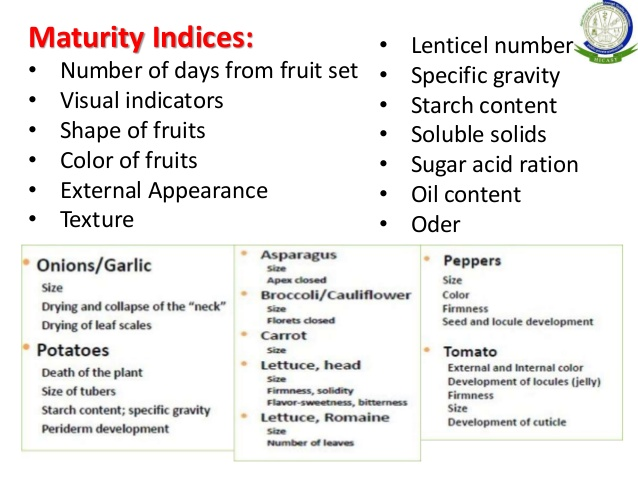 Maturity Indices:
• Number of days from fruit set
• Visual indicators
• Shape of fruits
• Color of fruits
• External Appearance
• Texture
• Lenticel number
• Specific gravity
• Starch content
• Soluble solids
• Sugar acid ration
• Oil content
• Oder
• Onions/Garlic
Size
Drying and collapse of the “neck”
Drying of leaf scales
• Potatoes
Death of the plant
Size of tubers
Starch content; specific gravity
Periderm development
• Asparagus
Size
Apex closed
• Broccoli/Cauliflower
Size
Florets closed
• Carrot
Size
• Lettuce, head
Size
Firmness, solidity
Flavor-sweetness, bitterness
• Lettuce, Romaine
Size
Number of leaves
• Peppers
Size
Color
Firmness
Seed and locule development
• Tomato
External and Internal color
Development of locules (jelly)
Firmness
Size
Development of cuticle